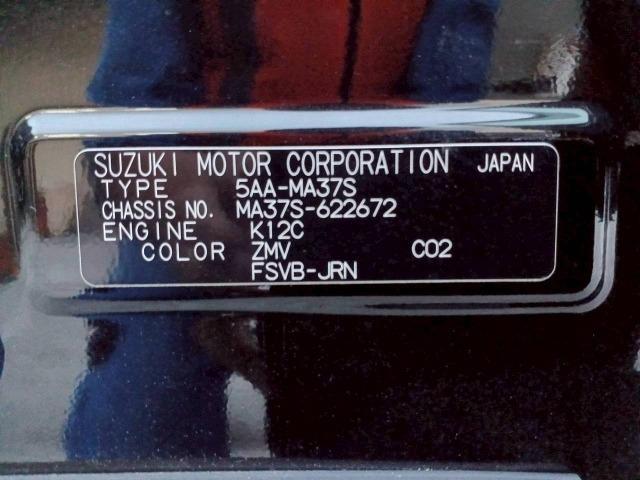 SUZUKI MOTOR CORPORATION JAPAN
TYPE 5AA-MA37S
CHASSIS NO. MA37S-622672
ENGINE K12C
COLOR ZMV C02
FSVB-JRN